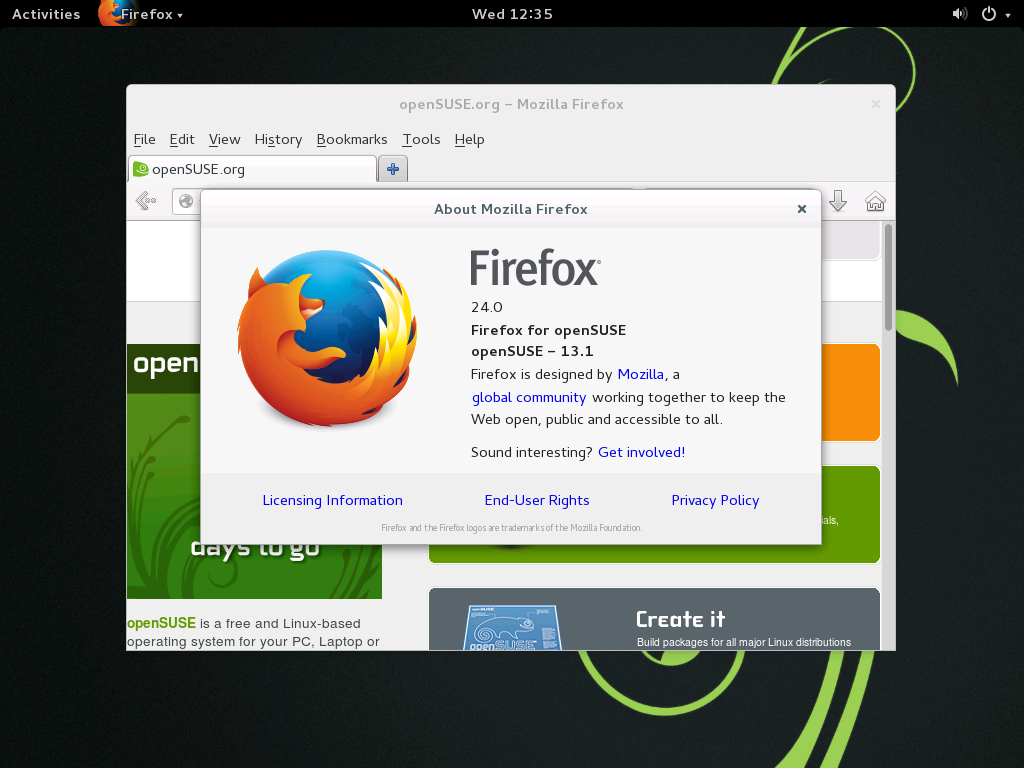 Activities Firefox Wed 12:35
openSUSE.org – Mozilla Firefox
File Edit View History Bookmarks Tools Help
openSUSE.org
About Mozilla Firefox
Firefox
24.0
Firefox for openSUSE
openSUSE – 13.1
Firefox is designed by Mozilla, a
global community working together to keep the
Web open, public and accessible to all.
Sound interesting? Get involved!
Licensing Information End-User Rights Privacy Policy
Firefox and the Firefox logos are trademarks of the Mozilla Foundation.
open
days to go
openSUSE is a free and Linux-based
operating system for your PC, Laptop or
Create it
Build packages for all major Linux distributions
openSUSE